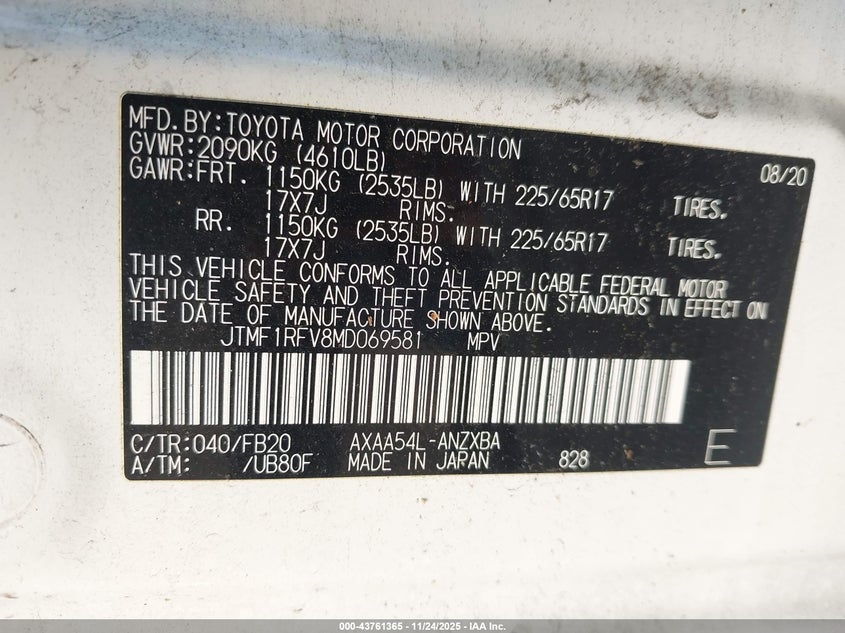 MFD.BY:TOYOTA MOTOR CORPORATION 08/20
GVWR:2090KG (4610LB)
GAWR:FRT. 1150KG (2535LB) WITH 225/65R17 TIRES.
17X7J RIMS.
RR. 1150KG (2535LB) WITH 225/65R17 TIRES.
17X7J RIMS.
THIS VEHICLE CONFORMS TO ALL APPLICABLE FEDERAL MOTOR
VEHICLE SAFETY AND THEFT PREVENTION STANDARDS IN EFFECT ON
THE DATE OF MANUFACTURE SHOWN ABOVE.
JTMF1RFV8MD069581 MPV
C/TR:040/FB20 AXAA54L-ANZXBA
A/TM: /UB80F MADE IN JAPAN 828 E
000-43761365 - 11/24/2025 - IAA Inc.